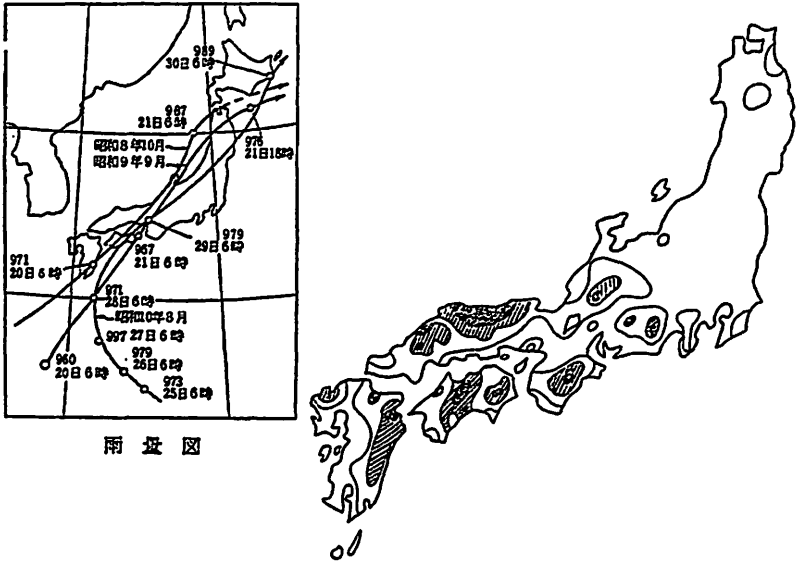 989
30日6時
967
21日6時
昭和8年10月
昭和9年9月
976
21日15時
979
29日6時
967
21日6時
971
20日6時
971
28日6時
昭和10年8月
997 27日6時
979
26日6時
973
25日6時
960
20日6時
雨量図